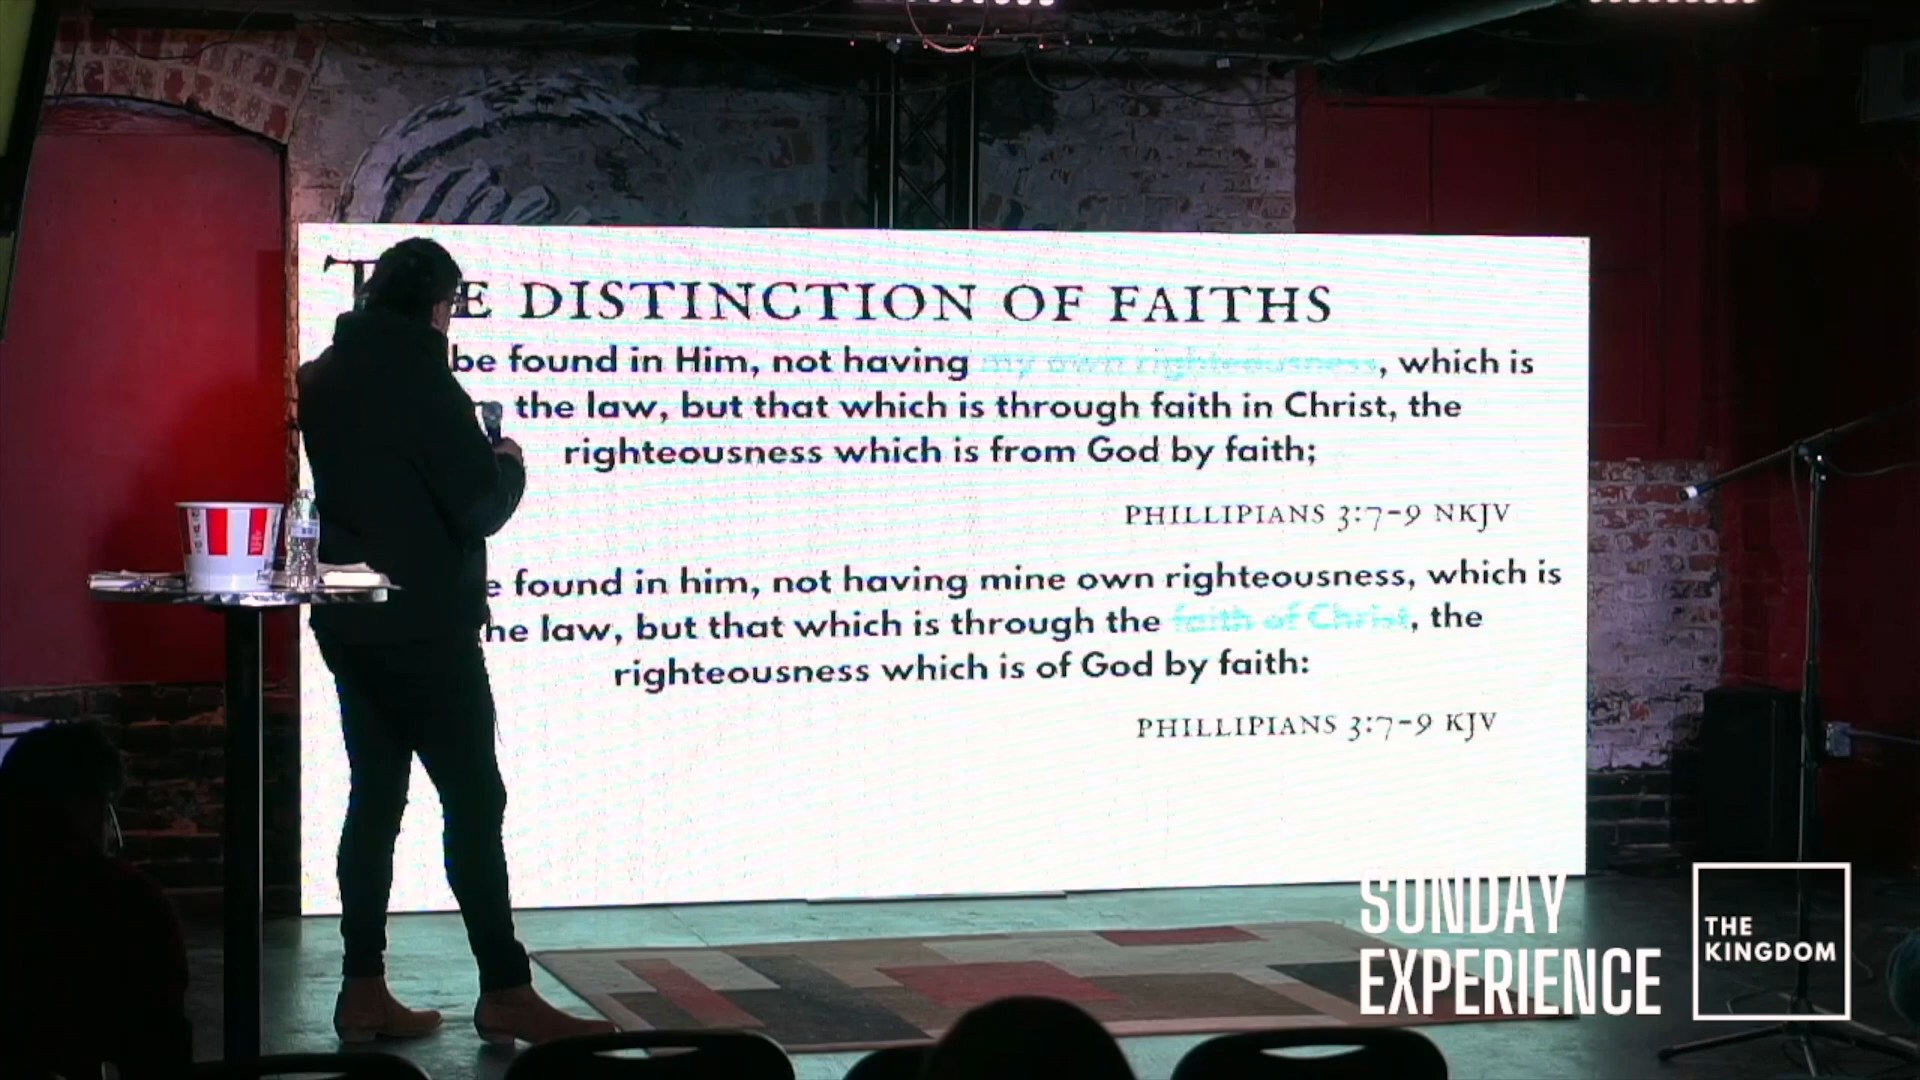 E DISTINCTION OF FAITHS
be found in Him, not having my own righteousness, which is
the law, but that which is through faith in Christ, the
righteousness which is from God by faith;
PHILLIPIANS 3:7-9 NKJV
e found in him, not having mine own righteousness, which is
he law, but that which is through the faith of Christ, the
righteousness which is of God by faith:
PHILLIPIANS 3:7-9 KJV
SUNDAY
EXPERIENCE
THE
KINGDOM